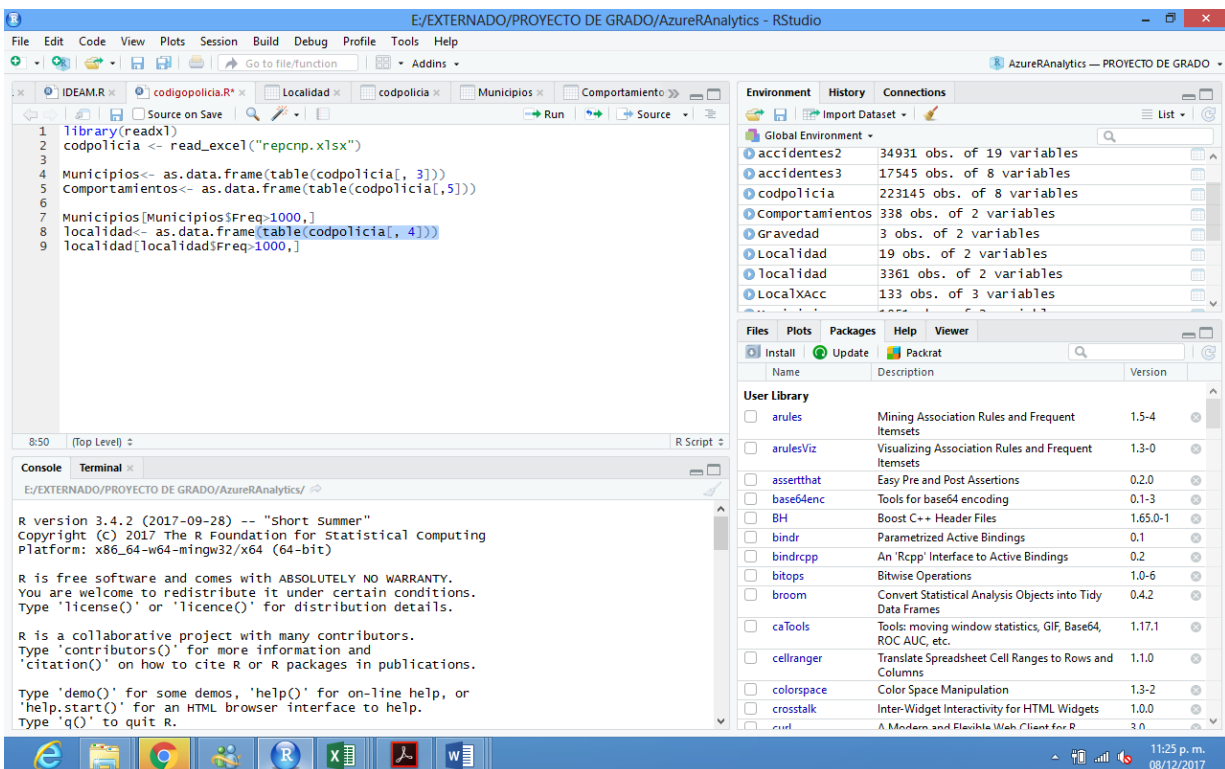 E:/EXTERNADO/PROYECTO DE GRADO/AzureRAnalytics - RStudio
File Edit Code View Plots Session Build Debug Profile Tools Help
Go to file/function Addins
AzureRAnalytics — PROYECTO DE GRADO
IDEAM.R codigopolicia.R* Localidad codpolicia Municipios Comportamiento
Source on Save Run Source
1 library(readxl)
2 codpolicia <- read_excel("repcnp.xlsx")
3
4 Municipios<- as.data.frame(table(codpolicia[, 3]))
5 Comportamientos<- as.data.frame(table(codpolicia[,5]))
6
7 Municipios[Municipios$Freq>1000,]
8 localidad<- as.data.frame(table(codpolicia[, 4]))
9 localidad[localidad$Freq>1000,]
8:50 (Top Level) R Script
Console Terminal
E:/EXTERNADO/PROYECTO DE GRADO/AzureRAnalytics/
R version 3.4.2 (2017-09-28) -- "Short Summer"
Copyright (C) 2017 The R Foundation for Statistical Computing
Platform: x86_64-w64-mingw32/x64 (64-bit)
R is free software and comes with ABSOLUTELY NO WARRANTY.
You are welcome to redistribute it under certain conditions.
Type 'license()' or 'licence()' for distribution details.
R is a collaborative project with many contributors.
Type 'contributors()' for more information and
'citation()' on how to cite R or R packages in publications.
Type 'demo()' for some demos, 'help()' for on-line help, or
'help.start()' for an HTML browser interface to help.
Type 'q()' to quit R.
Environment History Connections
Import Dataset List
Global Environment
accidentes2 34931 obs. of 19 variables
accidentes3 17545 obs. of 8 variables
codpolicia 223145 obs. of 8 variables
Comportamientos 338 obs. of 2 variables
Gravedad 3 obs. of 2 variables
Localidad 19 obs. of 2 variables
localidad 3361 obs. of 2 variables
LocalXAcc 133 obs. of 3 variables
Files Plots Packages Help Viewer
Install Update Packrat
Name Description Version
User Library
arules Mining Association Rules and Frequent 1.5-4
Itemsets
arulesViz Visualizing Association Rules and Frequent 1.3-0
Itemsets
assertthat Easy Pre and Post Assertions 0.2.0
base64enc Tools for base64 encoding 0.1-3
BH Boost C++ Header Files 1.65.0-1
bindr Parametrized Active Bindings 0.1
bindrcpp An 'Rcpp' Interface to Active Bindings 0.2
bitops Bitwise Operations 1.0-6
broom Convert Statistical Analysis Objects into Tidy 0.4.2
Data Frames
caTools Tools: moving window statistics, GIF, Base64, 1.17.1
ROC AUC, etc.
cellranger Translate Spreadsheet Cell Ranges to Rows and 1.1.0
Columns
colorspace Color Space Manipulation 1.3-2
crosstalk Inter-Widget Interactivity for HTML Widgets 1.0.0
curl A Modern and Flexible Web Client for R 3.0
11:25 p. m.
08/12/2017